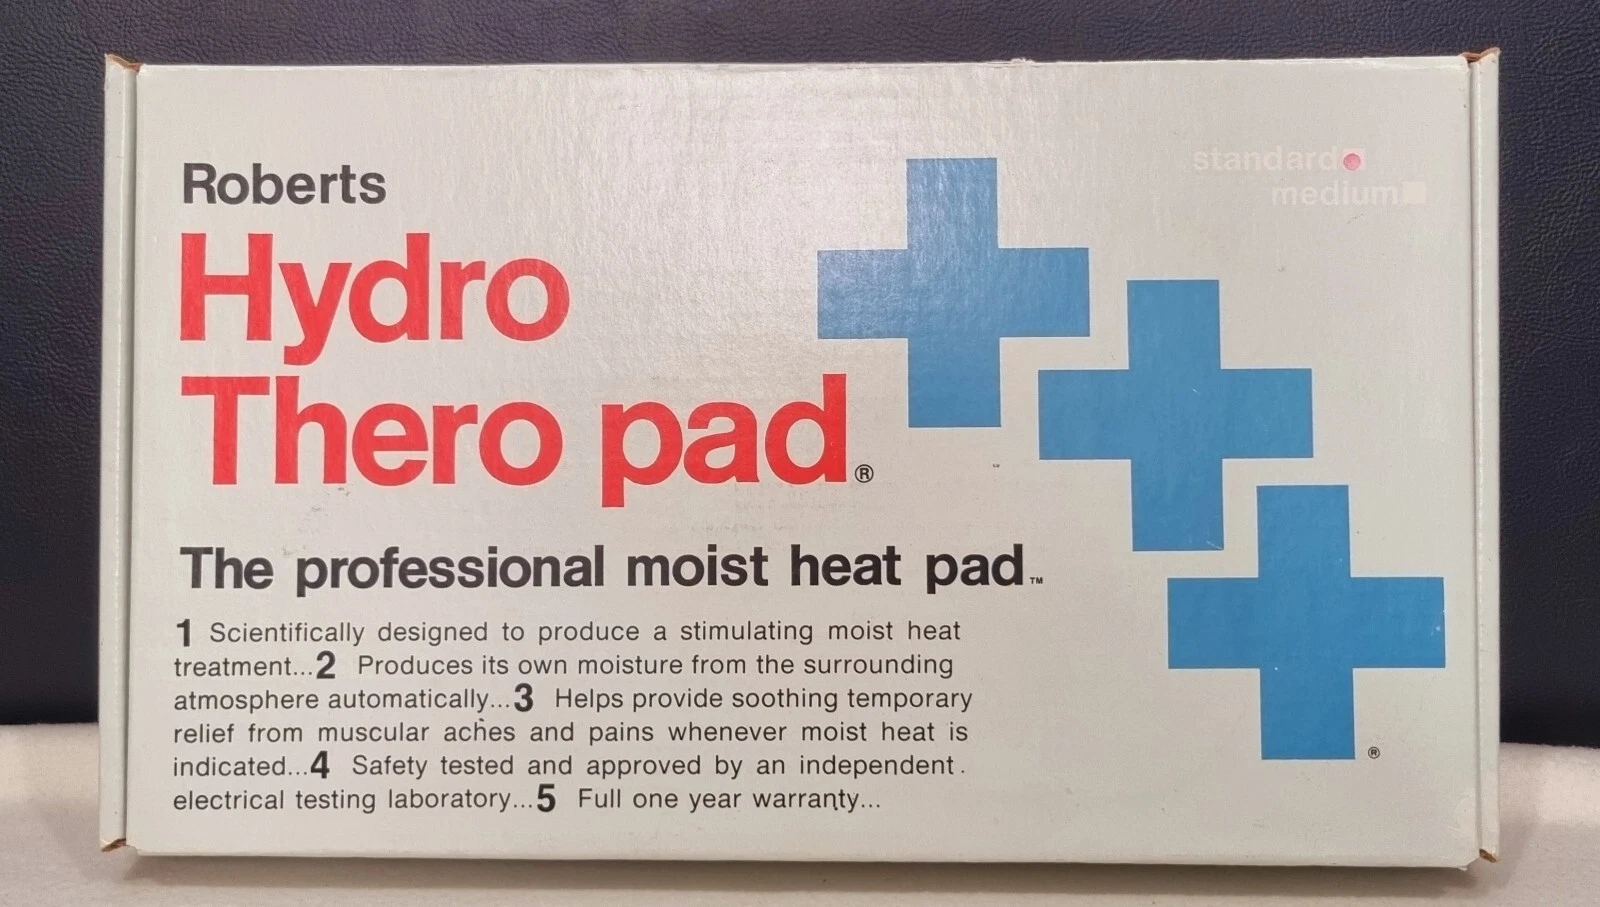 Roberts
standard
medium
Hydro
Thero pad®
The professional moist heat pad™
1 Scientifically designed to produce a stimulating moist heat
treatment...2 Produces its own moisture from the surrounding
atmosphere automatically...3 Helps provide soothing temporary
relief from muscular aches and pains whenever moist heat is
indicated...4 Safety tested and approved by an independent.
electrical testing laboratory...5 Full one year warranty...
®